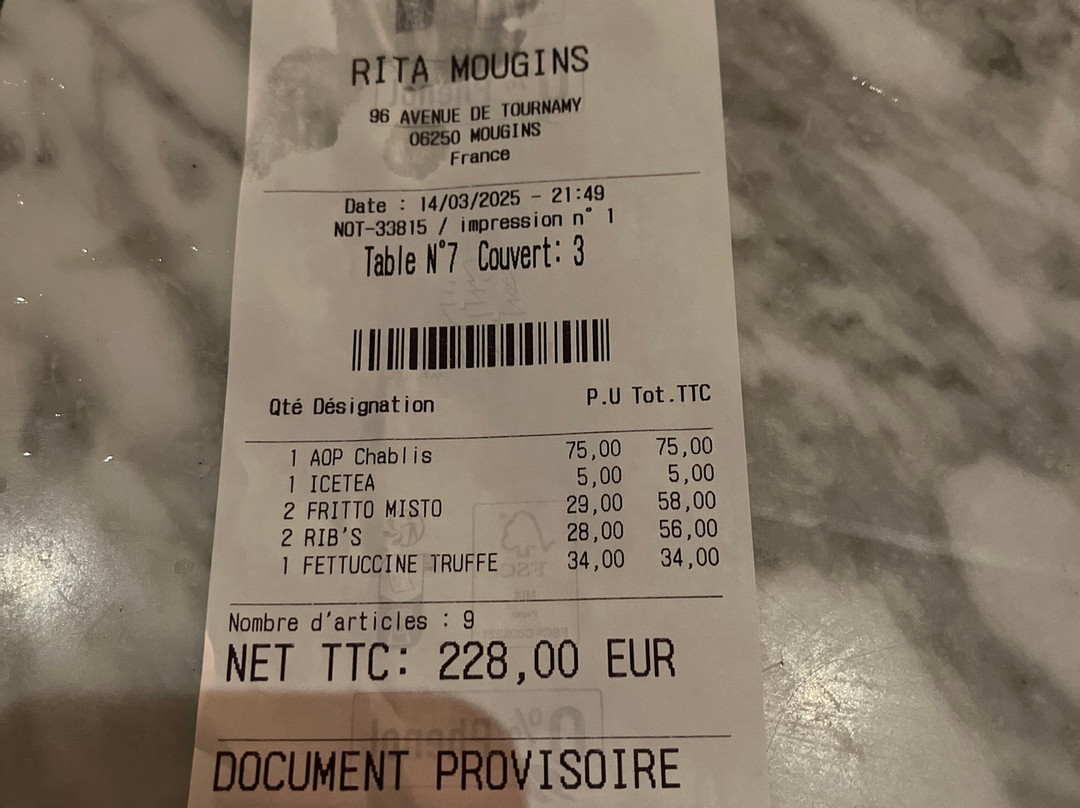 RITA MOUGINS
96 AVENUE DE TOURNAMY
06250 MOUGINS
France
Date : 14/03/2025 - 21:49
NOT-33815 / impression n° 1
Table N°7 Couvert: 3
Qté Désignation P.U Tot.TTC
1 AOP Chablis 75,00 75,00
1 ICETEA 5,00 5,00
2 FRITTO MISTO 29,00 58,00
2 RIB'S 28,00 56,00
1 FETTUCCINE TRUFFE 34,00 34,00
Nombre d'articles : 9
NET TTC: 228,00 EUR
DOCUMENT PROVISOIRE